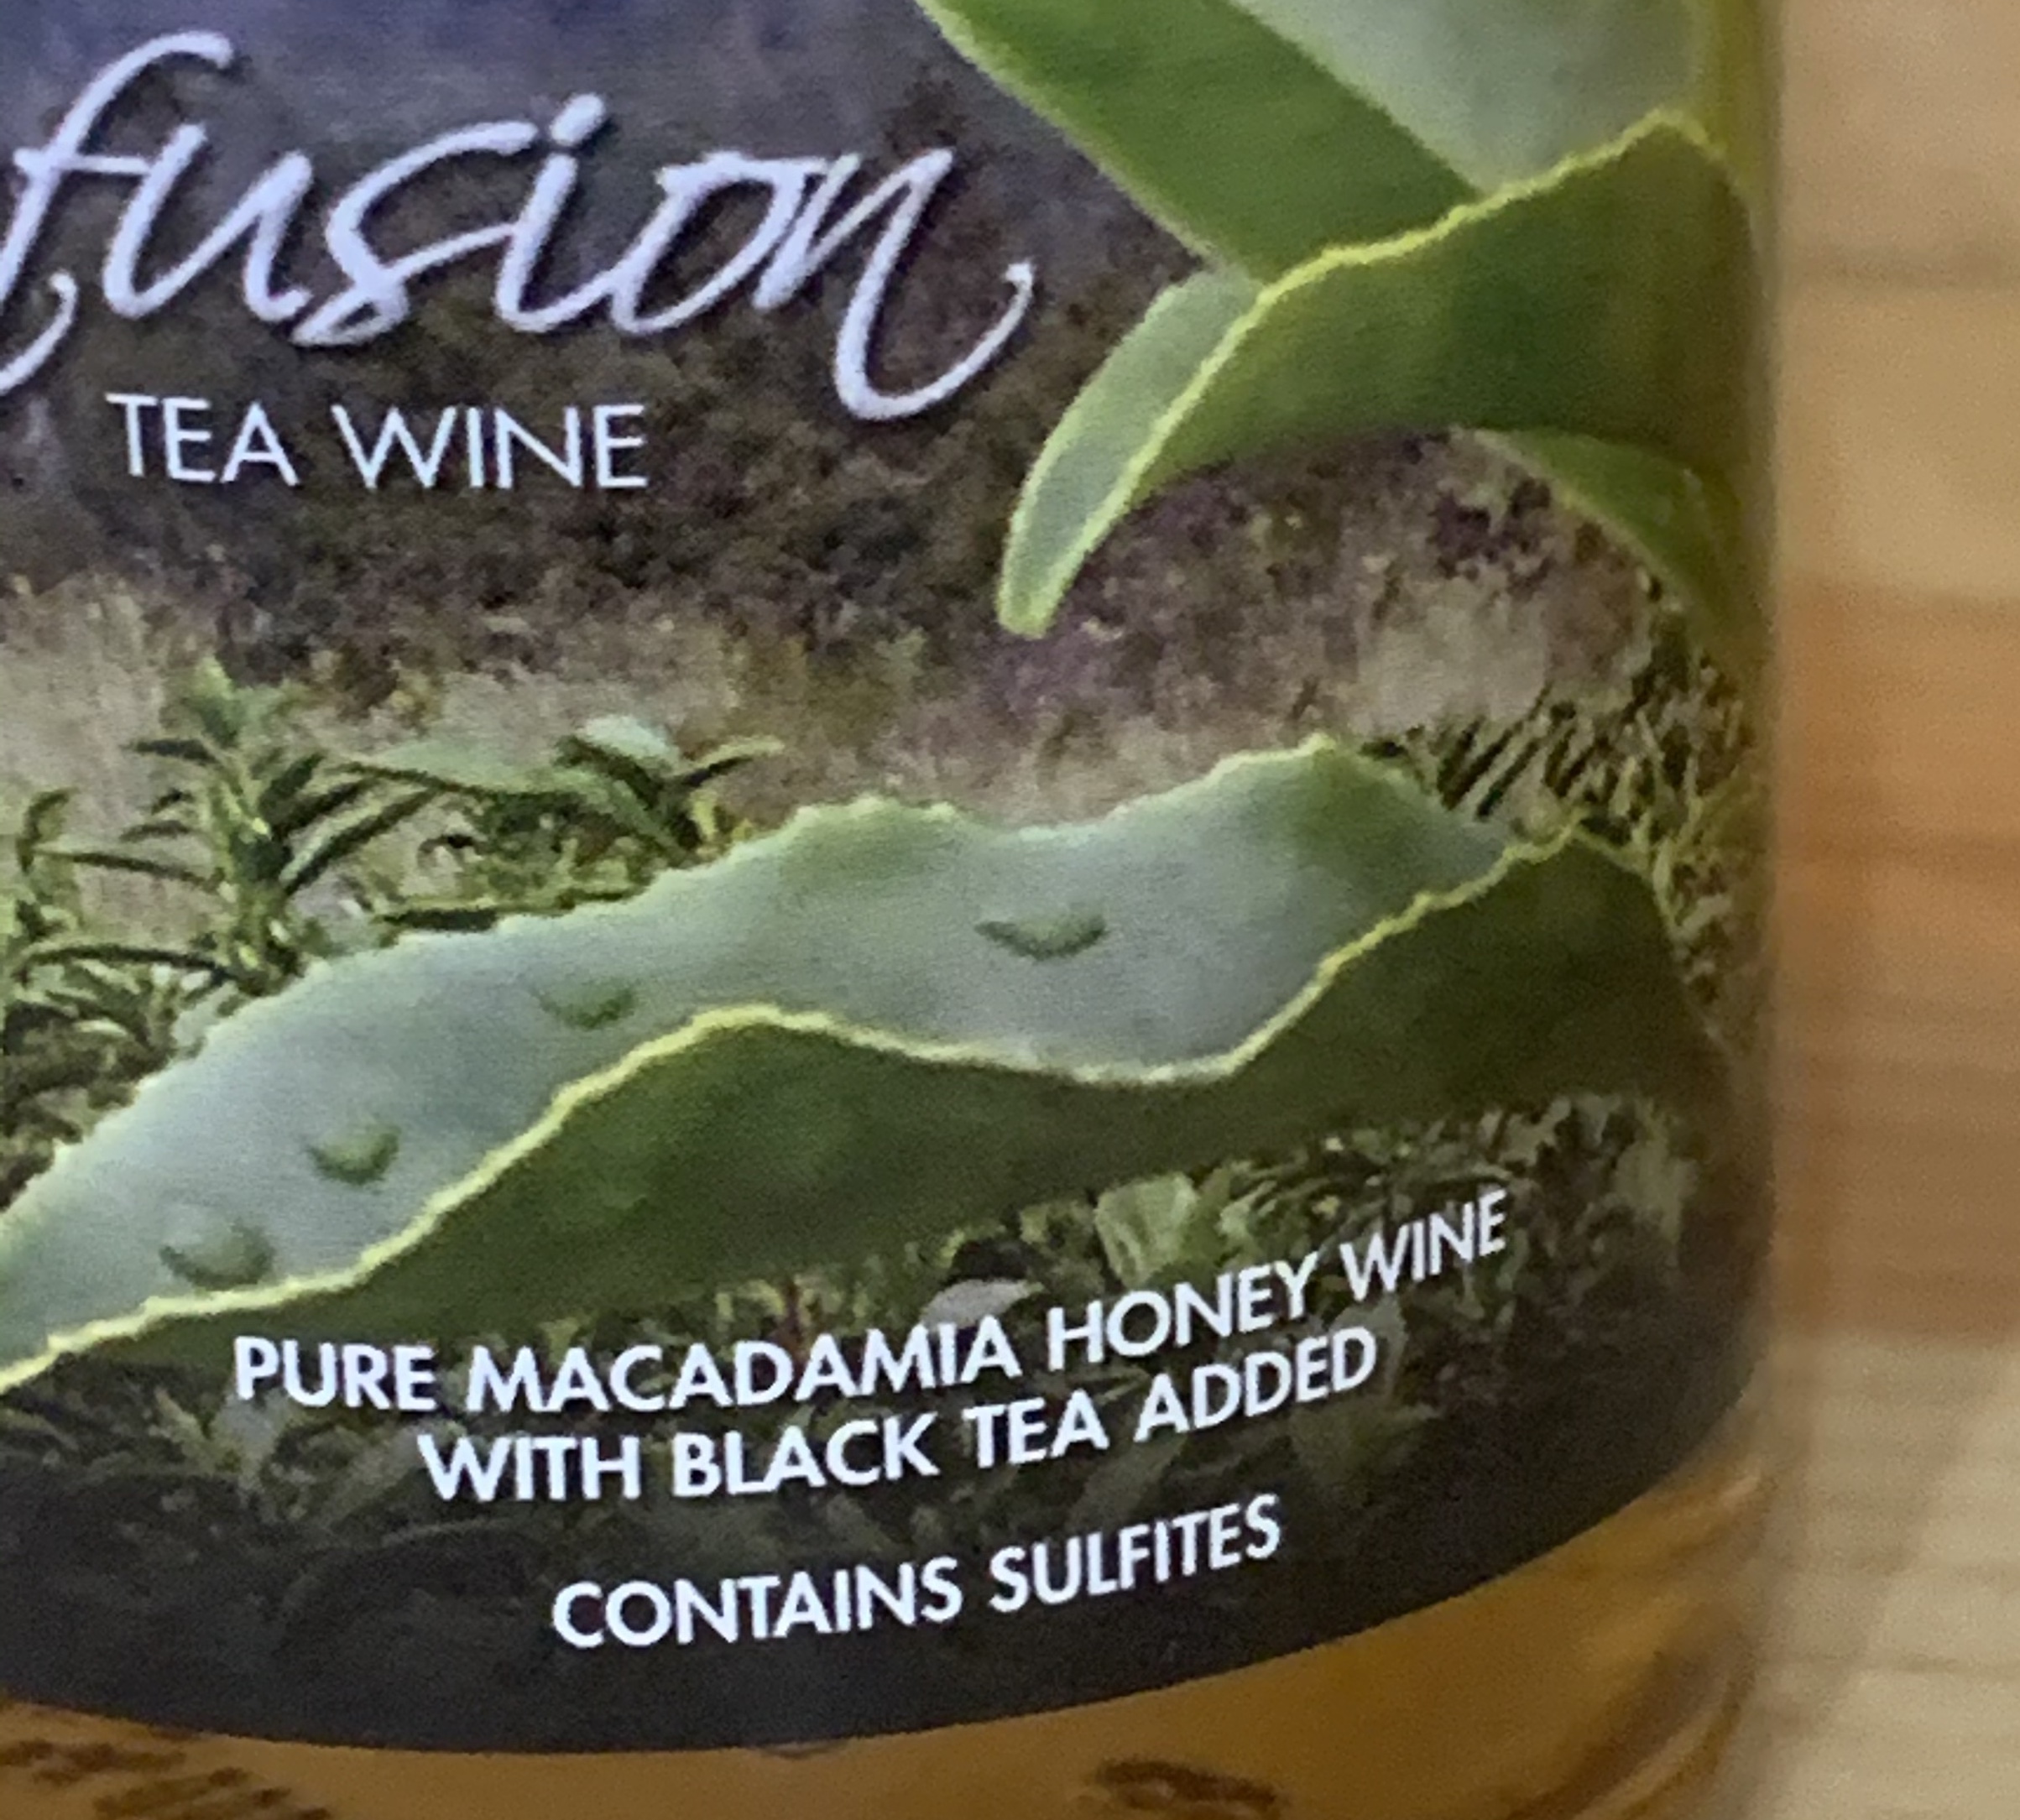 fusion
TEA WINE
PURE MACADAMIA HONEY WINE
WITH BLACK TEA ADDED
CONTAINS SULFITES